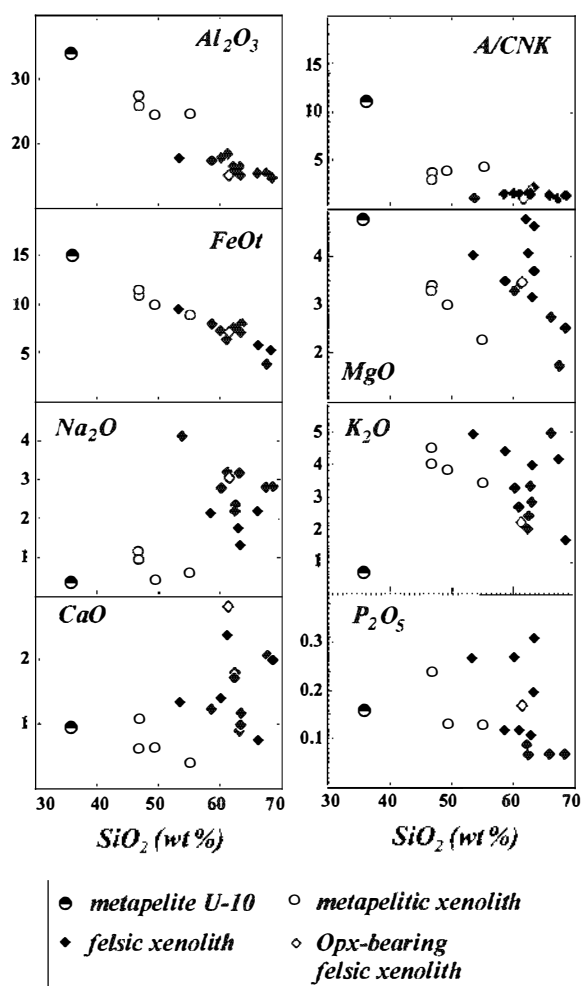 Al₂O₃
A/CNK
30
20
15
10
5
FeOt
MgO
15
10
5
4
3
2
Na₂O
K₂O
4
3
2
1
5
4
3
2
1
CaO
P₂O₅
2
1
0.3
0.2
0.1
30 40 50 60 70
30 40 50 60 70
SiO₂ (wt%)
SiO₂ (wt%)
metapelite U-10
metapelitic xenolith
felsic xenolith
Opx-bearing
felsic xenolith